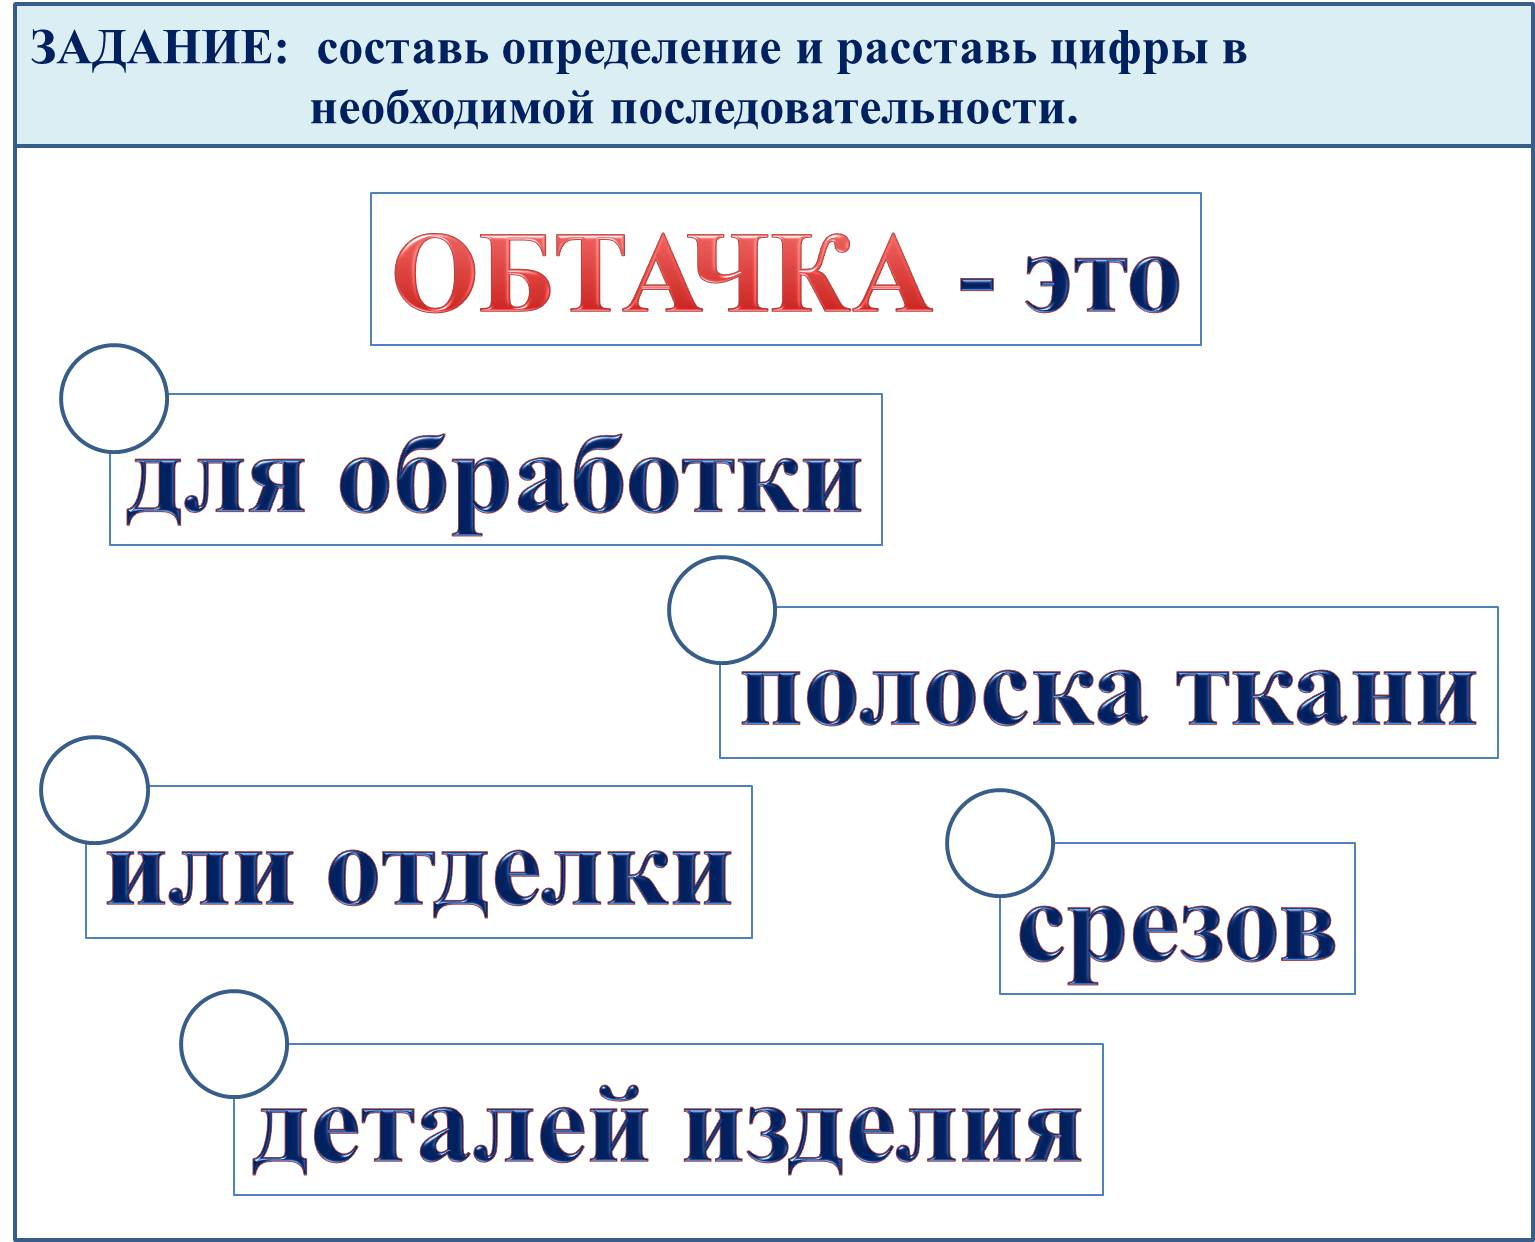 ЗАДАНИЕ: составь определение и расставь цифры в
необходимой последовательности.
ОБТАЧКА - это
для обработки
полоска ткани
или отделки
срезов
деталей изделия